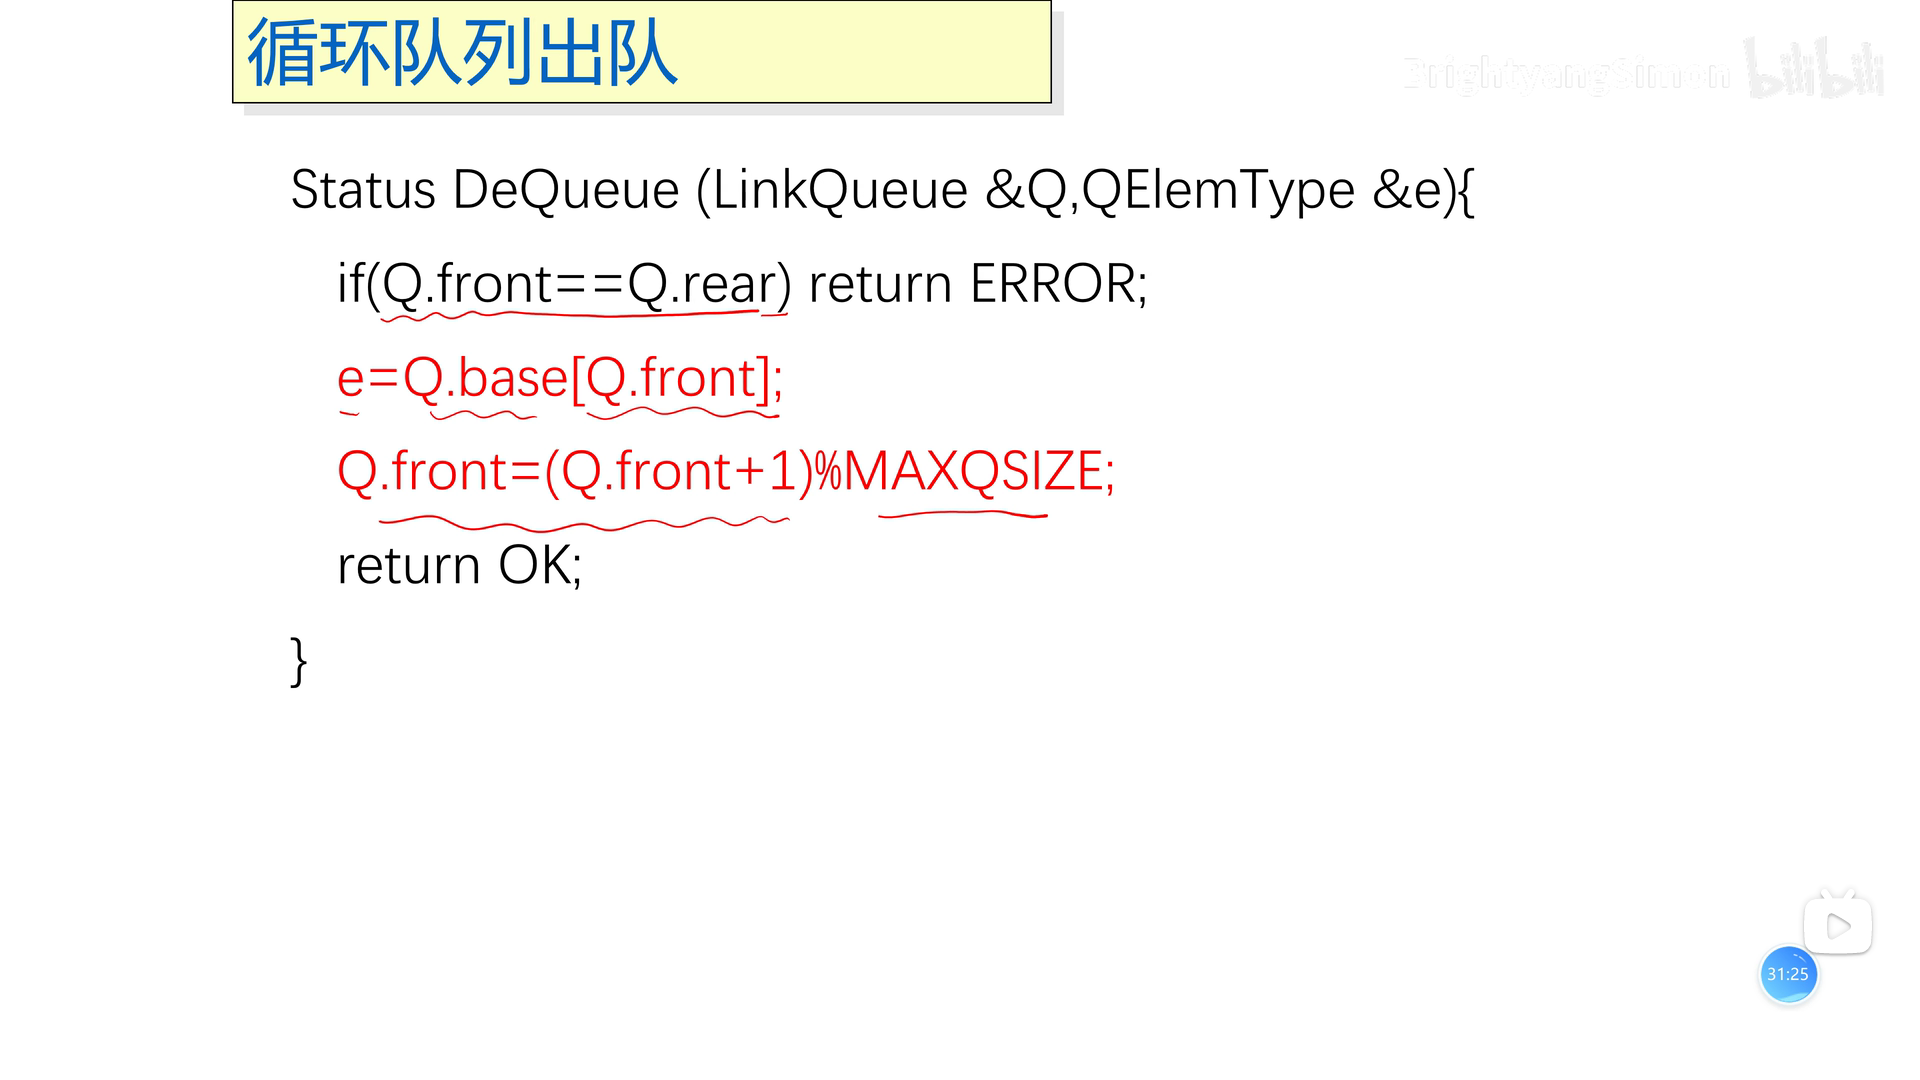 循环队列出队
BrightyangSimon bilibili
Status DeQueue (LinkQueue &Q,QElemType &e){
if(Q.front==Q.rear) return ERROR;
e=Q.base[Q.front];
Q.front=(Q.front+1)%MAXQSIZE;
return OK;
}
31:25